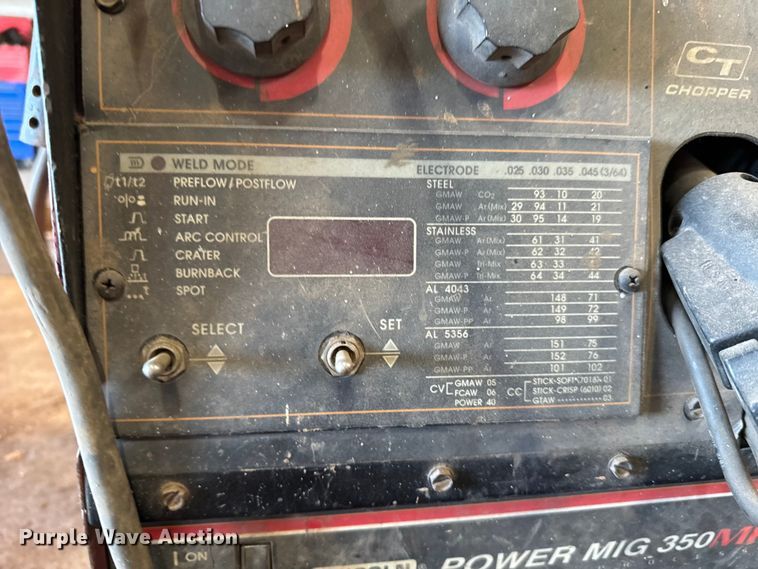 CT
CHOPPER
WELD MODE
t1/t2 PREFLOW/POSTFLOW
RUN-IN
START
ARC CONTROL
CRATER
BURNBACK
SPOT
SELECT
SET
ELECTRODE .025 .030 .035 .045 (3/64)
STEEL
GMAW CO2 93 10 20
GMAW Ar(Mix) 29 94 11 21
GMAW-P Ar(Mix) 30 95 14 19
STAINLESS
GMAW Ar(Mix) 61 31 41
GMAW-P Ar(Mix) 62 32 42
GMAW Tri-Mix 63 33
GMAW-P Tri-Mix 64 34 44
AL 4043
GMAW Ar 148 71
GMAW-P Ar 149 72
GMAW-PP Ar 98 99
AL 5356
GMAW Ar 151 75
GMAW-P Ar 152 76
GMAW-PP Ar 101 102
CV GMAW 05
FCAW 06
POWER 40
CC STICK-SOFT (7018) 01
STICK-CRISP (6010) 02
GTAW 03
ON
POWER MIG 350MP
Purple Wave Auction